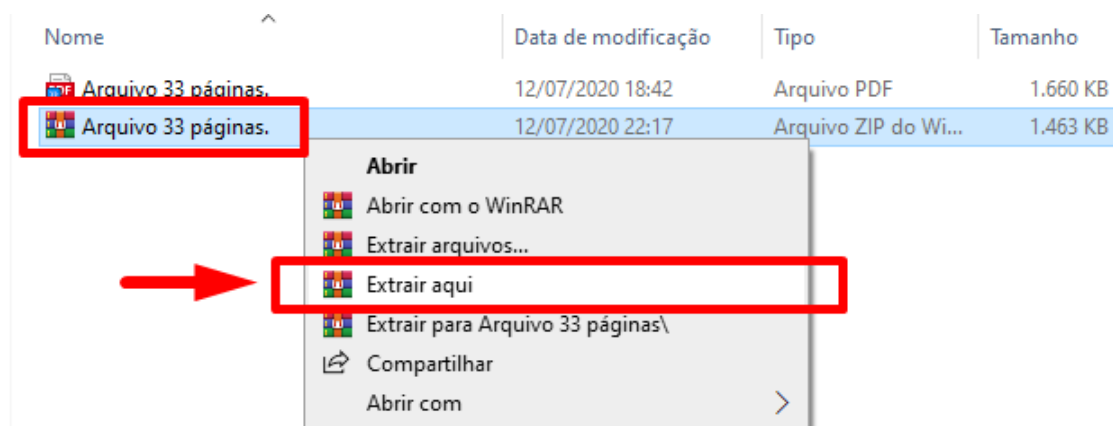 Nome Data de modificação Tipo Tamanho
PDF Arquivo 33 páginas. 12/07/2020 18:42 Arquivo PDF 1.660 KB
Arquivo 33 páginas. 12/07/2020 22:17 Arquivo ZIP do Wi... 1.463 KB
Abrir
Abrir com o WinRAR
Extrair arquivos...
Extrair aqui
Extrair para Arquivo 33 páginas\
Compartilhar
Abrir com